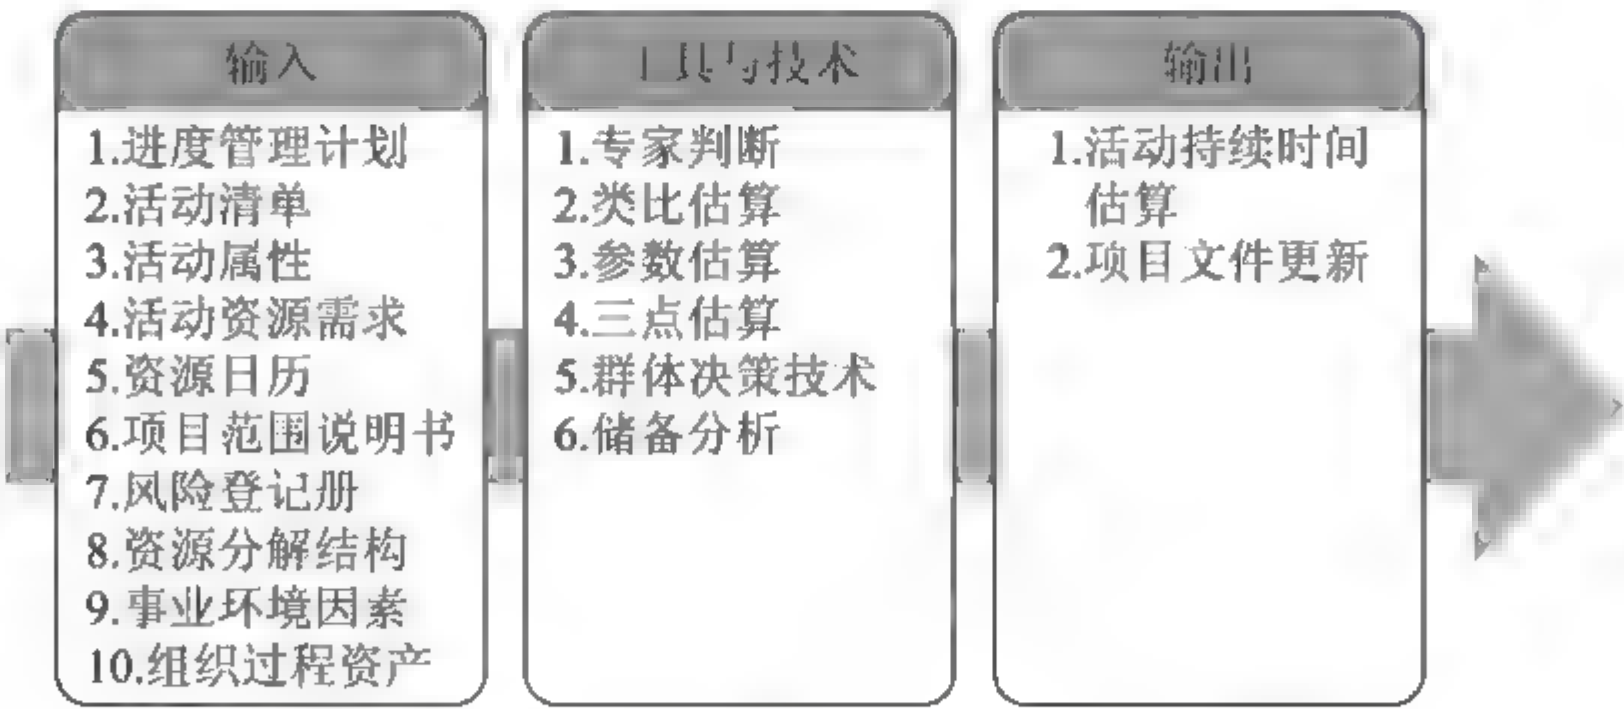 输入
1.进度管理计划
2.活动清单
3.活动属性
4.活动资源需求
5.资源日历
6.项目范围说明书
7.风险登记册
8.资源分解结构
9.事业环境因素
10.组织过程资产
工具与技术
1.专家判断
2.类比估算
3.参数估算
4.三点估算
5.群体决策技术
6.储备分析
输出
1.活动持续时间
估算
2.项目文件更新